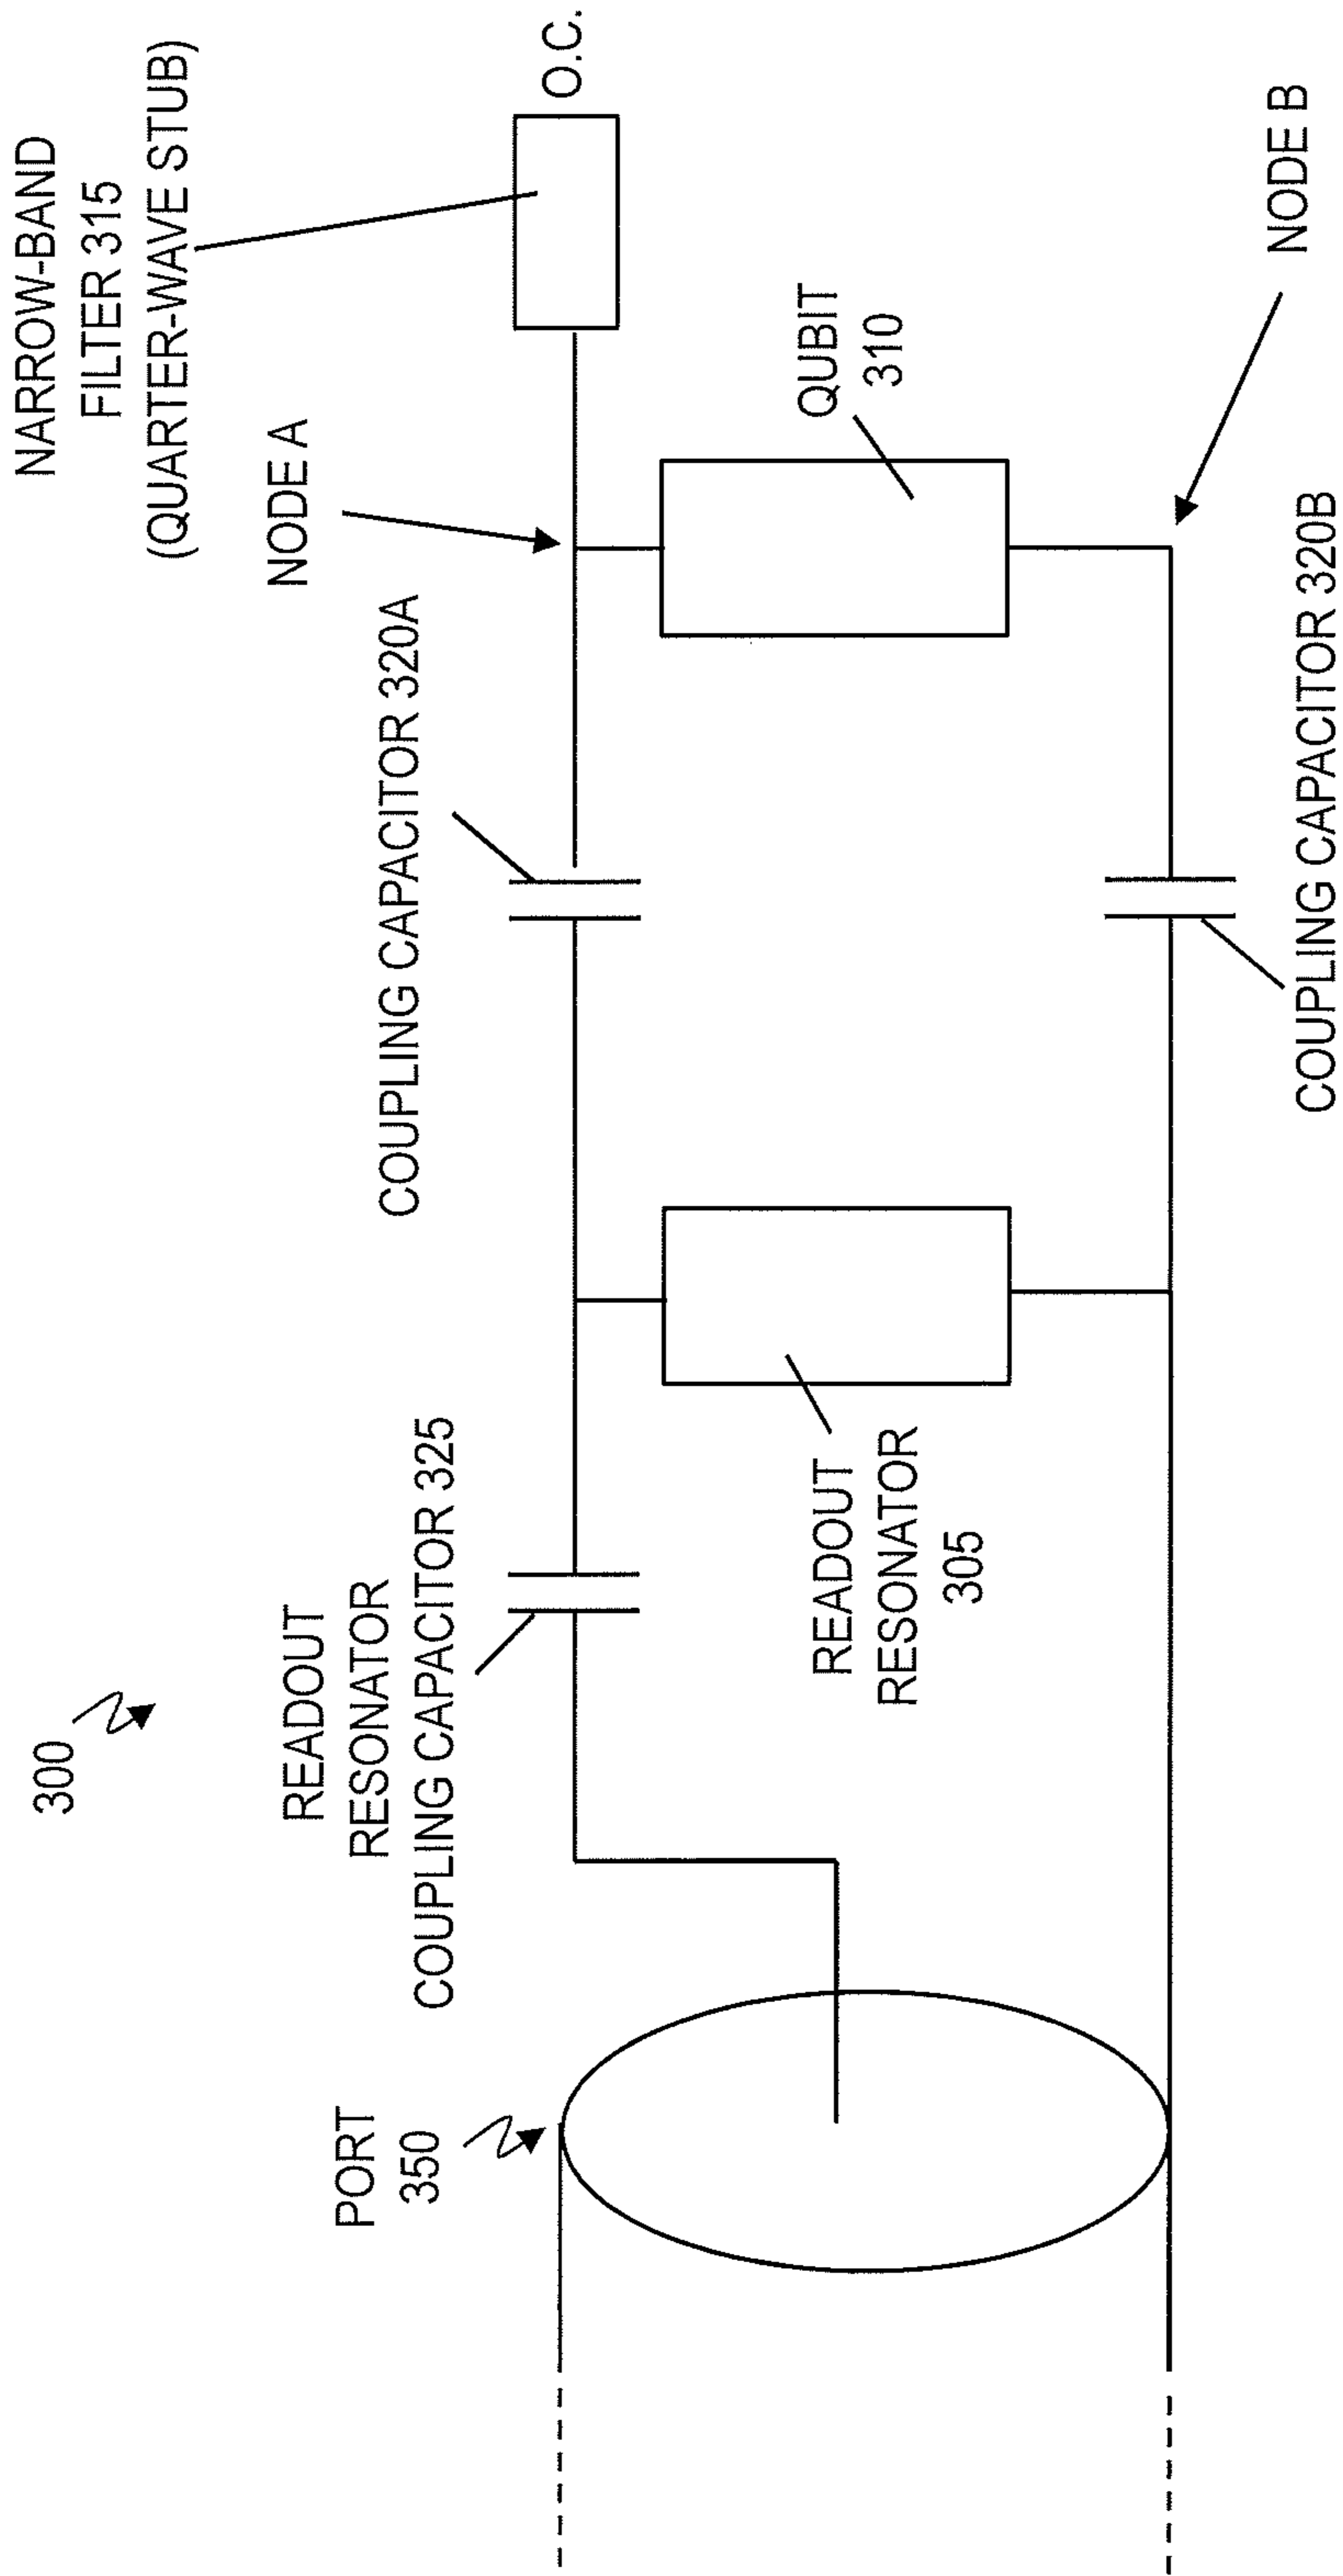 300
NARROW-BAND
FILTER 315
(QUARTER-WAVE STUB)
O.C.
NODE A
READOUT
RESONATOR
COUPLING CAPACITOR 325
COUPLING CAPACITOR 320A
PORT
350
READOUT
RESONATOR
305
QUBIT
310
NODE B
COUPLING CAPACITOR 320B